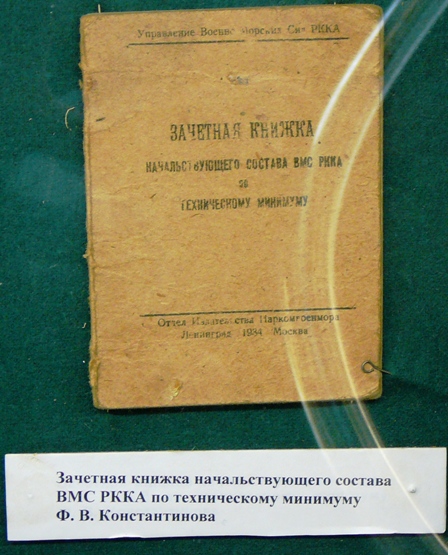 Управление Военно Морских Сил РККА
ЗАЧЕТНАЯ КНИЖКА
НАЧАЛЬСТВУЮЩЕГО СОСТАВА ВМС РККА
ПО
ТЕХНИЧЕСКОМУ МИНИМУМУ
Отдел Издательства Наркомвоенмора
Ленинград 1934 Москва
Зачетная книжка начальствующего состава
ВМС РККА по техническому минимуму
Ф. В. Константинова